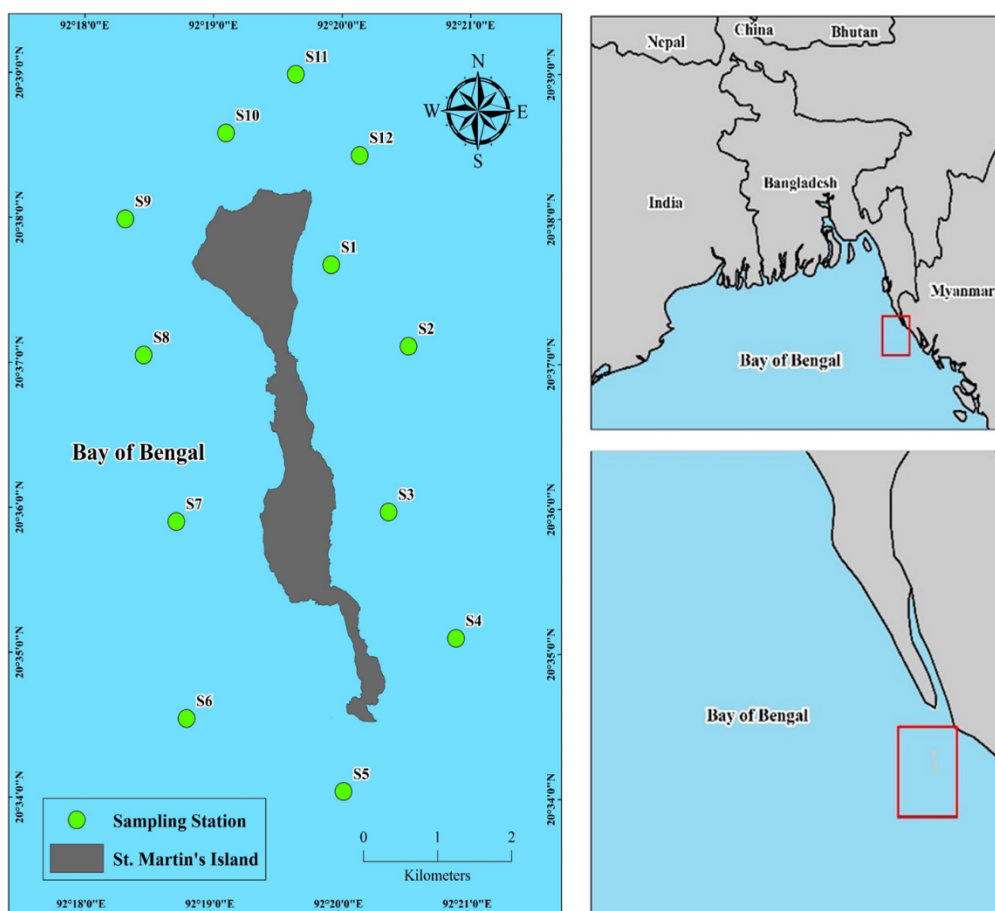 92°18'0"E
92°19'0"E
92°20'0"E
92°21'0"E
S11
20°39'0"N
20°39'0"N
N
W
E
S
S10
S12
S9
20°38'0"N
20°38'0"N
S1
S2
S8
20°37'0"N
20°37'0"N
Bay of Bengal
S3
S7
20°36'0"N
20°36'0"N
S4
20°35'0"N
20°35'0"N
S6
S5
20°34'0"N
20°34'0"N
Sampling Station
St. Martin's Island
0 1 2
Kilometers
92°18'0"E
92°19'0"E
92°20'0"E
92°21'0"E
China
Nepal
Bhutan
Bangladesh
India
Myanmar
Bay of Bengal
Bay of Bengal